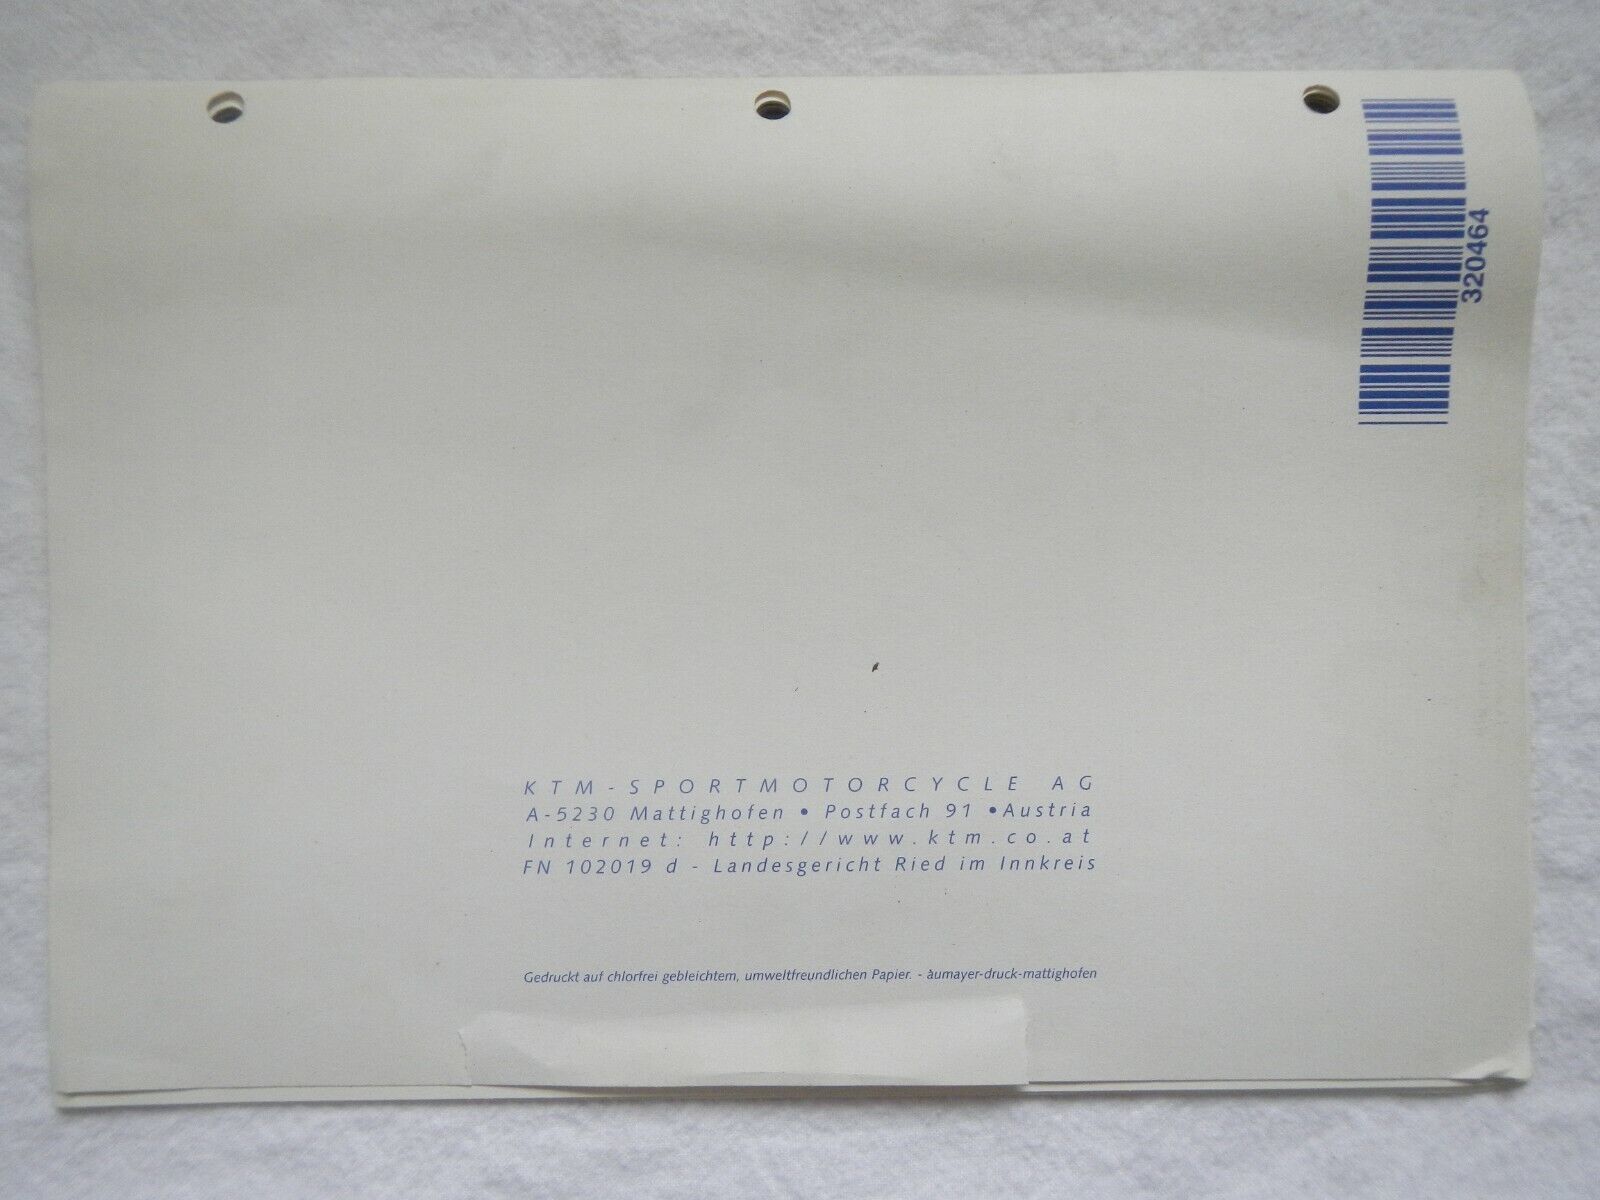 320464
KTM-SPORTMOTORCYCLE AG
A-5230 Mattighofen • Postfach 91 •Austria
Internet: http://www.ktm.co.at
FN 102019 d - Landesgericht Ried im Innkreis
Gedruckt auf chlorfrei gebleichtem, umweltfreundlichen Papier. - àumayer-druck-mattighofen